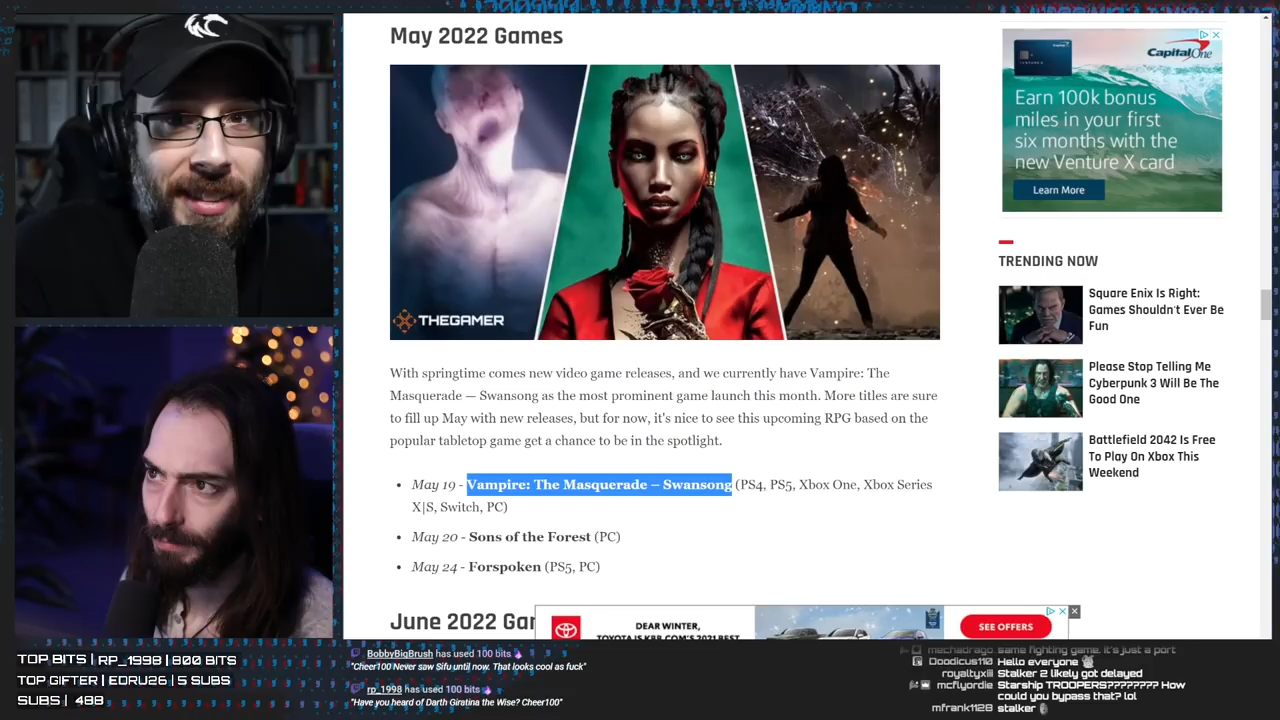 May 2022 Games
THEGAMER
With springtime comes new video game releases, and we currently have Vampire: The
Masquerade — Swansong as the most prominent game launch this month. More titles are sure
to fill up May with new releases, but for now, it's nice to see this upcoming RPG based on the
popular tabletop game get a chance to be in the spotlight.
• May 19 - Vampire: The Masquerade – Swansong (PS4, PS5, Xbox One, Xbox Series
X|S, Switch, PC)
• May 20 - Sons of the Forest (PC)
• May 24 - Forspoken (PS5, PC)
June 2022 Gar
DEAR WINTER,
TOYOTA IS KBB.COM'S 2021 BEST
SEE OFFERS
CapitalOne
Earn 100k bonus
miles in your first
six months with the
new Venture X card
Learn More
TRENDING NOW
Square Enix Is Right:
Games Shouldn't Ever Be
Fun
Please Stop Telling Me
Cyberpunk 3 Will Be The
Good One
Battlefield 2042 Is Free
To Play On Xbox This
Weekend
TOP BITS | RP_1998 | 800 BITS
TOP GIFTER | EDRU26 | 5 SUBS
SUBS | 488
BobbyBigBrush has used 100 bits
"Cheer100 Never saw Sifu until now. That looks cool as fuck"
rp_1998 has used 100 bits
"Have you heard of Darth Giratina the Wise? Cheer100"
mechadrago same fighting game. it's just a port
Doodicus110 Hello everyone
royaltyxiii Stalker 2 likely got delayed
mcflyordie Starship TROOPERS???????? How
could you bypass that? lol
mfrank1128 stalker